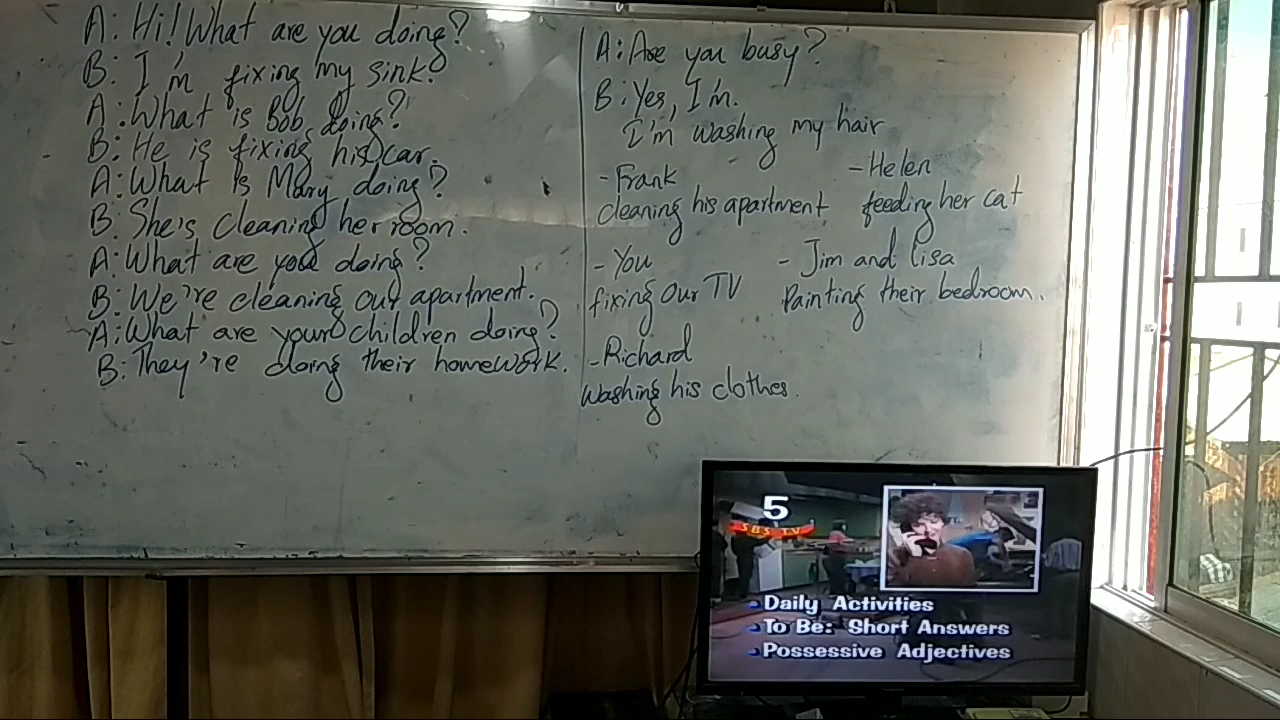 A: Hi! What are you doing?
B: I'm fixing my sink.
A: What is Bob doing?
B: He is fixing his car.
A: What is Mary doing?
B: She's cleaning her room.
A: What are you doing?
B: We're cleaning our apartment.
A: What are your children doing?
B: They're doing their homework.
A: Are you busy?
B: Yes, I'm.
I'm washing my hair
- Frank
cleaning his apartment
- Helen
feeding her cat
- You
fixing our TV
- Jim and Lisa
Painting their bedroom.
- Richard
Washing his clothes.
5
SBS TV
Daily Activities
To Be: Short Answers
Possessive Adjectives